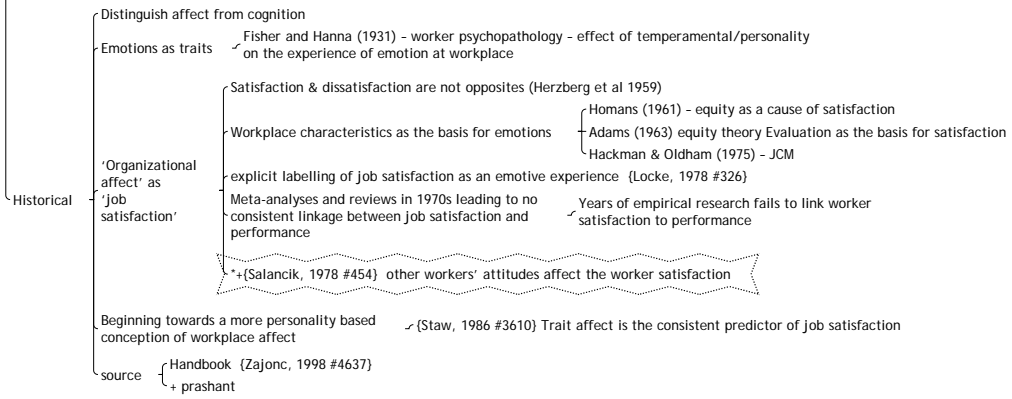 Distinguish affect from cognition
Emotions as traits
Fisher and Hanna (1931) - worker psychopathology - effect of temperamental/personality
on the experience of emotion at workplace
Satisfaction & dissatisfaction are not opposites (Herzberg et al 1959)
Workplace characteristics as the basis for emotions
Homans (1961) - equity as a cause of satisfaction
Adams (1963) equity theory Evaluation as the basis for satisfaction
Hackman & Oldham (1975) - JCM
Historical
'Organizational
affect' as
'job
satisfaction'
explicit labelling of job satisfaction as an emotive experience {Locke, 1978 #326}
Meta-analyses and reviews in 1970s leading to no
consistent linkage between job satisfaction and
performance
Years of empirical research fails to link worker
satisfaction to performance
*+{Salancik, 1978 #454} other workers' attitudes affect the worker satisfaction
Beginning towards a more personality based
conception of workplace affect
{Staw, 1986 #3610} Trait affect is the consistent predictor of job satisfaction
source
Handbook {Zajonc, 1998 #4637}
+ prashant